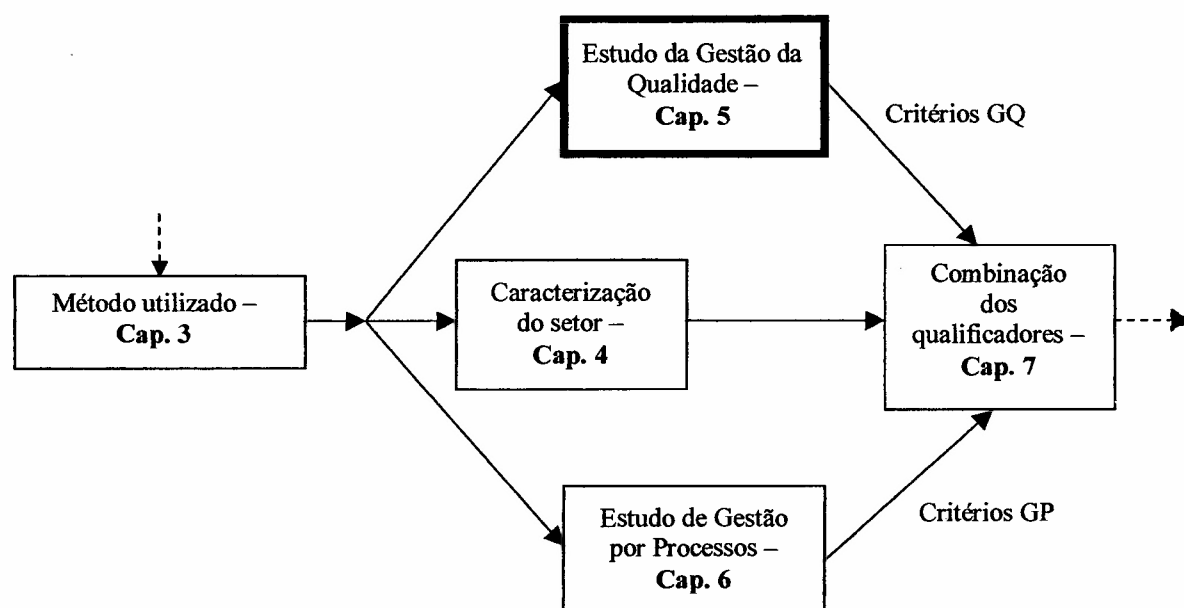 Estudo da Gestão da
Qualidade –
Cap. 5
Critérios GQ
Método utilizado –
Cap. 3
Caracterização
do setor –
Cap. 4
Combinação
dos
qualificadores –
Cap. 7
Estudo de Gestão
por Processos –
Cap. 6
Critérios GP